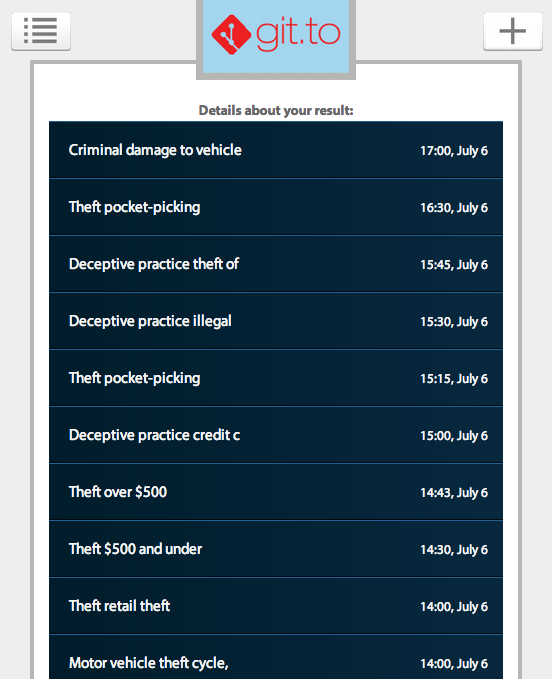 git.to
Details about your result:
Criminal damage to vehicle 17:00, July 6
Theft pocket-picking 16:30, July 6
Deceptive practice theft of 15:45, July 6
Deceptive practice illegal 15:30, July 6
Theft pocket-picking 15:15, July 6
Deceptive practice credit c 15:00, July 6
Theft over $500 14:43, July 6
Theft $500 and under 14:30, July 6
Theft retail theft 14:00, July 6
Motor vehicle theft cycle, 14:00, July 6